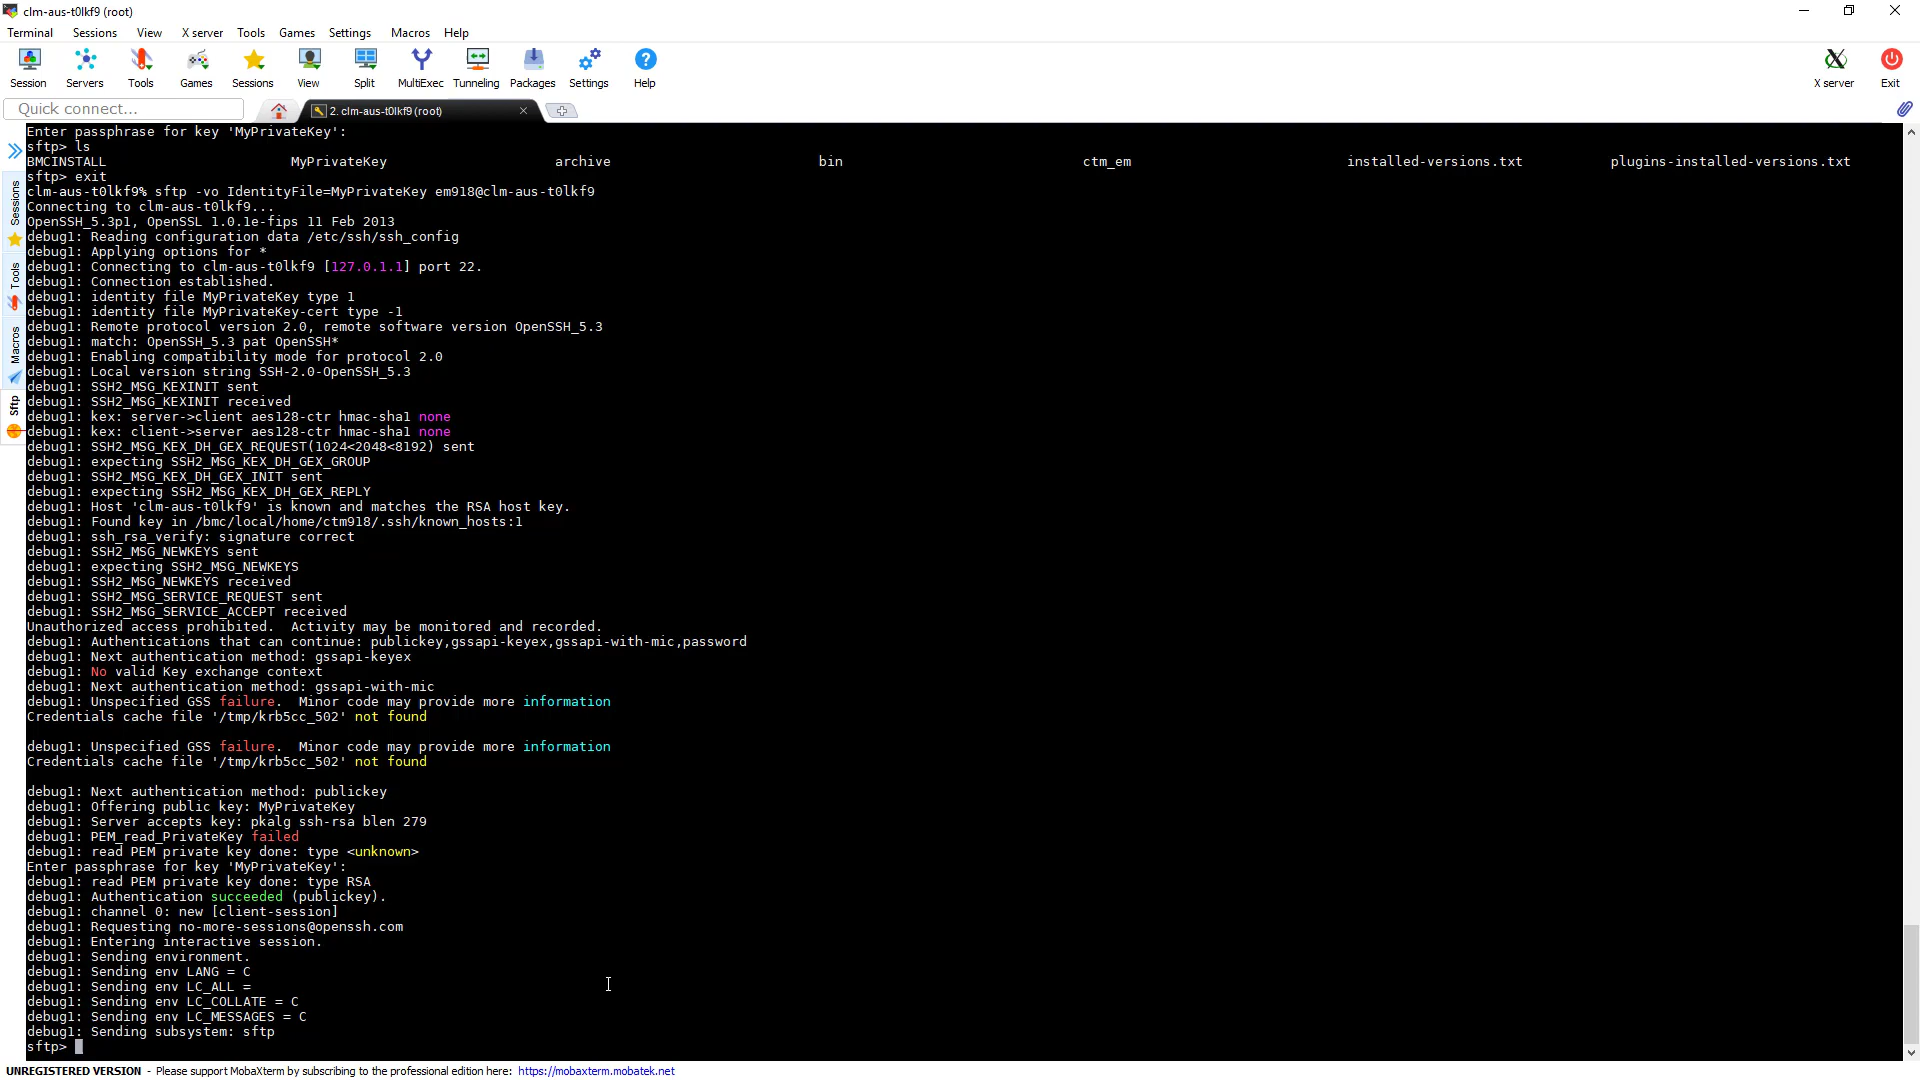 clm-aus-t0lkf9 (root)
Terminal Sessions View X server Tools Games Settings Macros Help
Session Servers Tools Games Sessions View Split MultiExec Tunneling Packages Settings Help X server Exit
Quick connect... 2. clm-aus-t0lkf9 (root)
Sessions
Tools
Macros
Sftp
Enter passphrase for key 'MyPrivateKey':
sftp> ls
BMCINSTALL MyPrivateKey archive bin ctm_em installed-versions.txt plugins-installed-versions.txt
sftp> exit
clm-aus-t0lkf9% sftp -vo IdentityFile=MyPrivateKey em918@clm-aus-t0lkf9
Connecting to clm-aus-t0lkf9...
OpenSSH_5.3p1, OpenSSL 1.0.1e-fips 11 Feb 2013
debug1: Reading configuration data /etc/ssh/ssh_config
debug1: Applying options for *
debug1: Connecting to clm-aus-t0lkf9 [127.0.1.1] port 22.
debug1: Connection established.
debug1: identity file MyPrivateKey type 1
debug1: identity file MyPrivateKey-cert type -1
debug1: Remote protocol version 2.0, remote software version OpenSSH_5.3
debug1: match: OpenSSH_5.3 pat OpenSSH*
debug1: Enabling compatibility mode for protocol 2.0
debug1: Local version string SSH-2.0-OpenSSH_5.3
debug1: SSH2_MSG_KEXINIT sent
debug1: SSH2_MSG_KEXINIT received
debug1: kex: server->client aes128-ctr hmac-sha1 none
debug1: kex: client->server aes128-ctr hmac-sha1 none
debug1: SSH2_MSG_KEX_DH_GEX_REQUEST(1024<2048<8192) sent
debug1: expecting SSH2_MSG_KEX_DH_GEX_GROUP
debug1: SSH2_MSG_KEX_DH_GEX_INIT sent
debug1: expecting SSH2_MSG_KEX_DH_GEX_REPLY
debug1: Host 'clm-aus-t0lkf9' is known and matches the RSA host key.
debug1: Found key in /bmc/local/home/ctm918/.ssh/known_hosts:1
debug1: ssh_rsa_verify: signature correct
debug1: SSH2_MSG_NEWKEYS sent
debug1: expecting SSH2_MSG_NEWKEYS
debug1: SSH2_MSG_NEWKEYS received
debug1: SSH2_MSG_SERVICE_REQUEST sent
debug1: SSH2_MSG_SERVICE_ACCEPT received
Unauthorized access prohibited.  Activity may be monitored and recorded.
debug1: Authentications that can continue: publickey,gssapi-keyex,gssapi-with-mic,password
debug1: Next authentication method: gssapi-keyex
debug1: No valid Key exchange context
debug1: Next authentication method: gssapi-with-mic
debug1: Unspecified GSS failure.  Minor code may provide more information
Credentials cache file '/tmp/krb5cc_502' not found
debug1: Unspecified GSS failure.  Minor code may provide more information
Credentials cache file '/tmp/krb5cc_502' not found
debug1: Next authentication method: publickey
debug1: Offering public key: MyPrivateKey
debug1: Server accepts key: pkalg ssh-rsa blen 279
debug1: PEM_read_PrivateKey failed
debug1: read PEM private key done: type <unknown>
Enter passphrase for key 'MyPrivateKey':
debug1: read PEM private key done: type RSA
debug1: Authentication succeeded (publickey).
debug1: channel 0: new [client-session]
debug1: Requesting no-more-sessions@openssh.com
debug1: Entering interactive session.
debug1: Sending environment.
debug1: Sending env LANG = C
debug1: Sending env LC_ALL =
debug1: Sending env LC_COLLATE = C
debug1: Sending env LC_MESSAGES = C
debug1: Sending subsystem: sftp
sftp>
UNREGISTERED VERSION - Please support MobaXterm by subscribing to the professional edition here: https://mobaxterm.mobatek.net